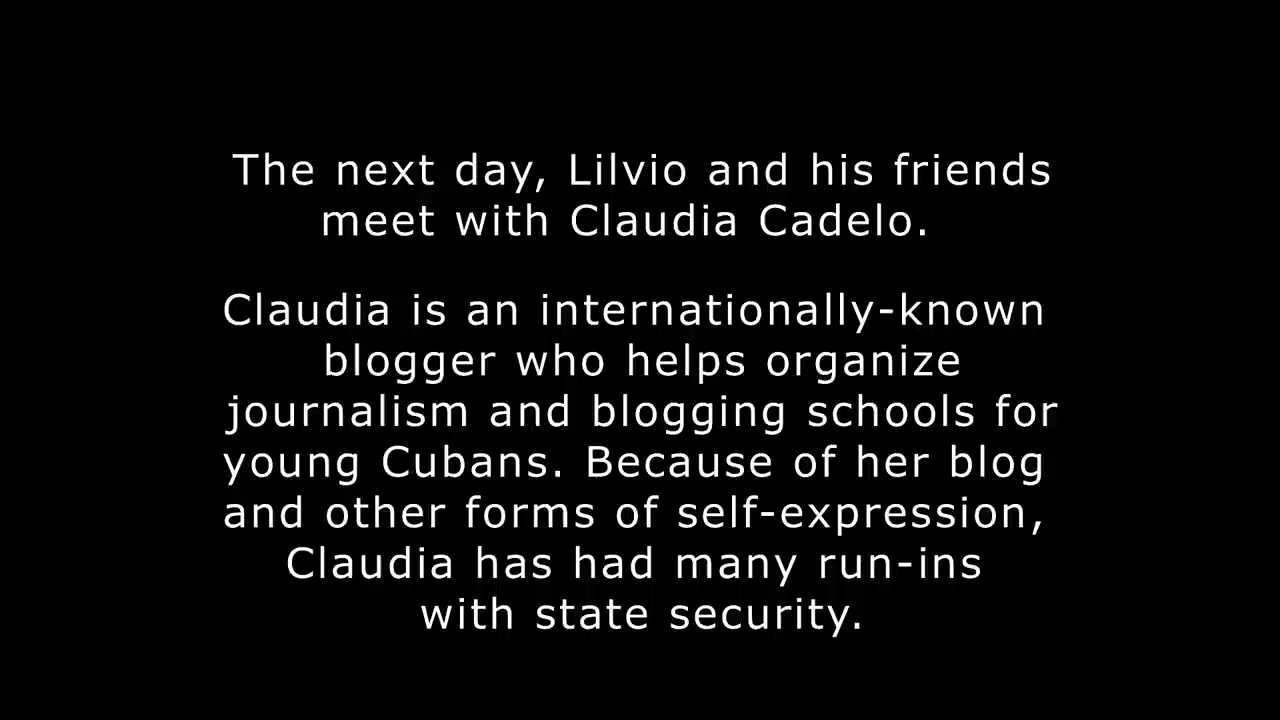 The next day, Lilvio and his friends
meet with Claudia Cadelo.
Claudia is an internationally-known
blogger who helps organize
journalism and blogging schools for
young Cubans. Because of her blog
and other forms of self-expression,
Claudia has had many run-ins
with state security.